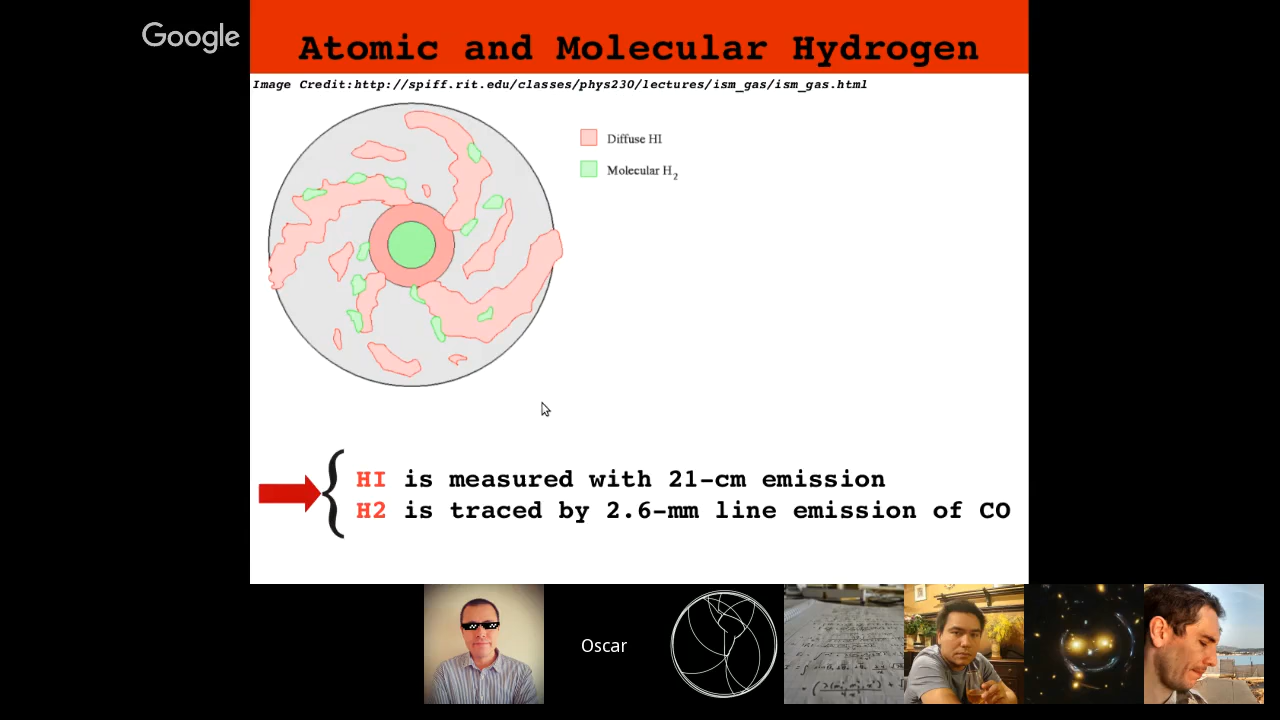 Google
Atomic and Molecular Hydrogen
Image Credit:http://spiff.rit.edu/classes/phys230/lectures/ism_gas/ism_gas.html
Diffuse HI
Molecular H2
HI is measured with 21-cm emission
H2 is traced by 2.6-mm line emission of CO
Oscar